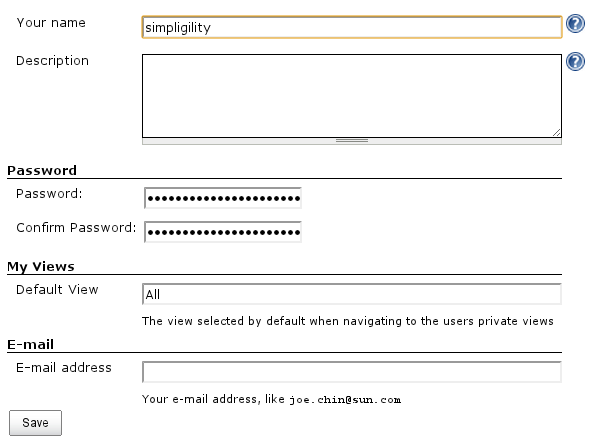 Your name
simpligility
?
Description
?
Password
Password:
••••••••••••••••••••••
Confirm Password:
••••••••••••••••••••••
My Views
Default View
All
The view selected by default when navigating to the users private views
E-mail
E-mail address
Your e-mail address, like joe.chin@sun.com
Save